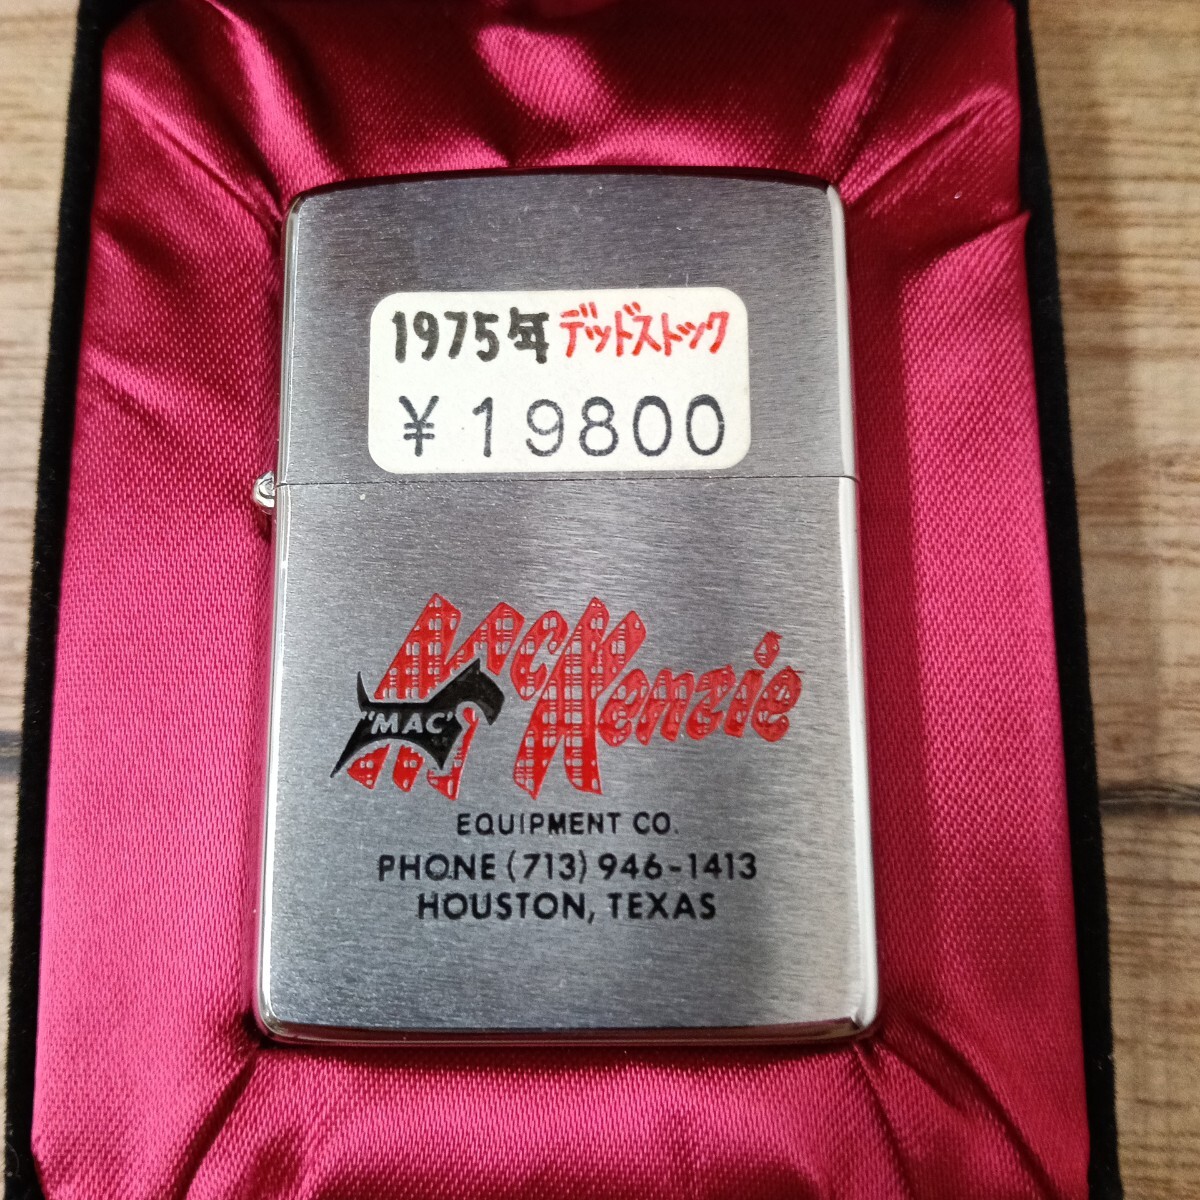 1975年 デッドストック
¥19800
MacKenzie
"MAC"
EQUIPMENT CO.
PHONE (713) 946-1413
HOUSTON, TEXAS